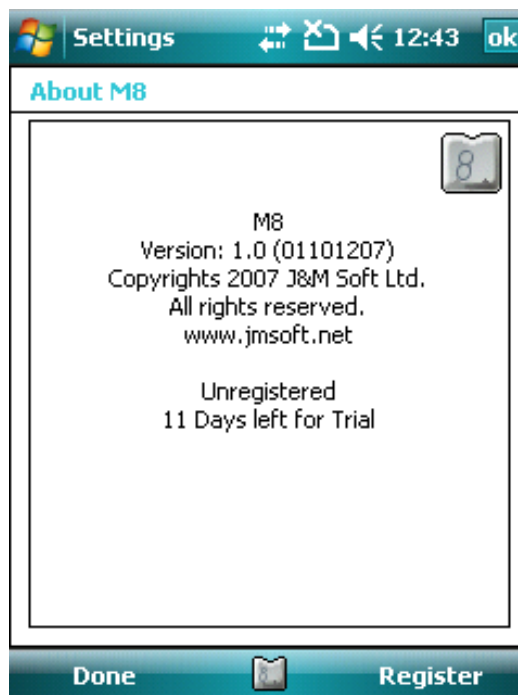 Settings 12:43 ok
About M8
8
M8
Version: 1.0 (01101207)
Copyrights 2007 J&M Soft Ltd.
All rights reserved.
www.jmsoft.net
Unregistered
11 Days left for Trial
Done 8 Register